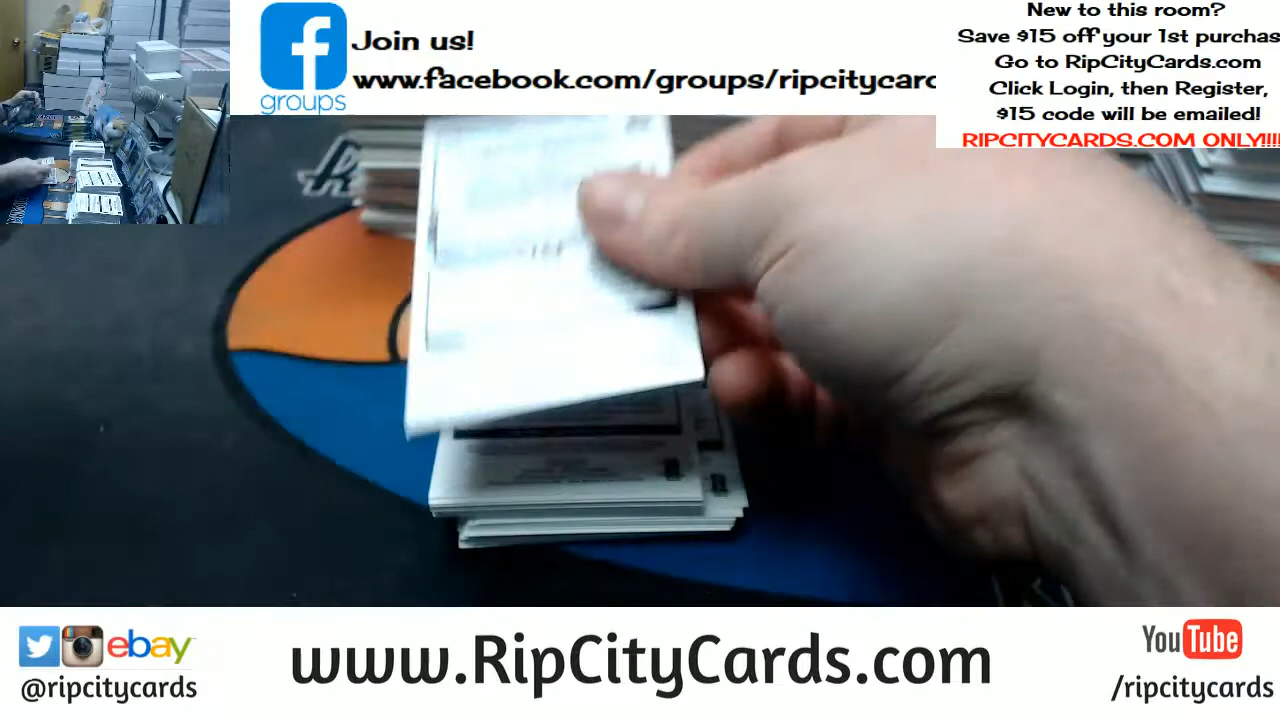 Join us!
www.facebook.com/groups/ripcitycarc
groups
New to this room?
Save $15 off your 1st purchas
Go to RipCityCards.com
Click Login, then Register,
$15 code will be emailed!
RIPCITYCARDS.COM ONLY!!!!
ebay
@ripcitycards
www.RipCityCards.com
YouTube
/ripcitycards